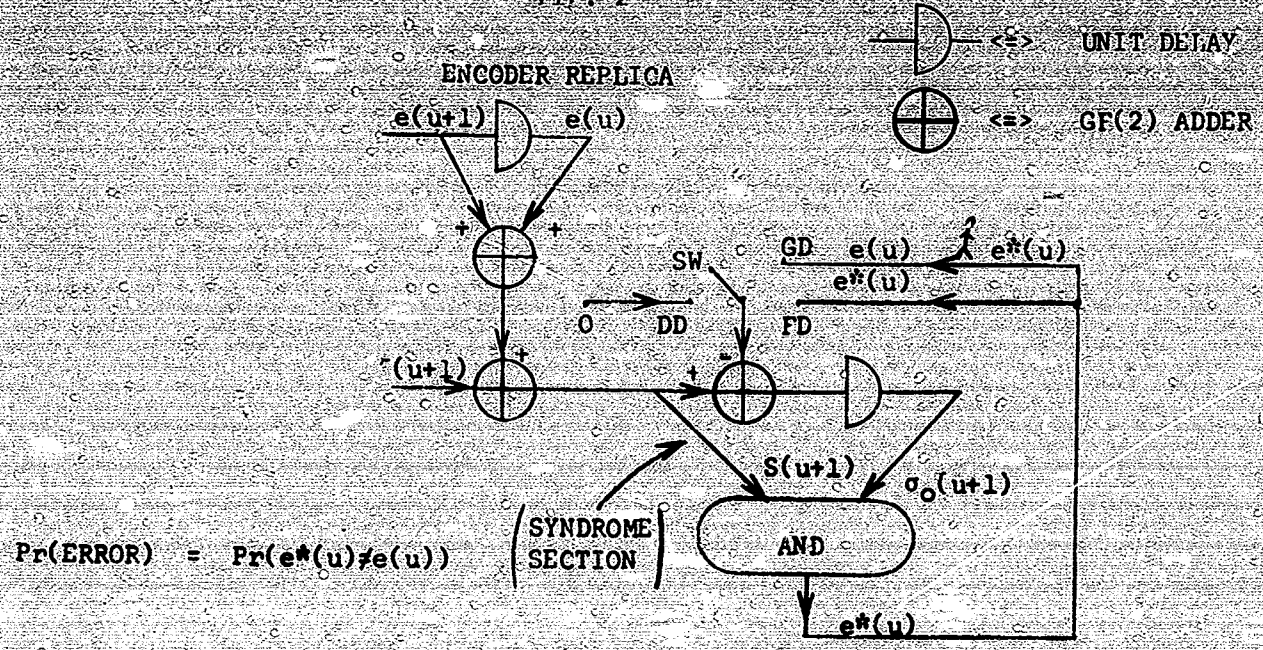 UNIT DELAY
<=>
GF(2) ADDER
<=>
ENCODER REPLICA
e(u+1)
e(u)
+
+
SW
GD
e(u)
e*(u)
e*(u)
O
DD
FD
+
-
+
(u+1)
S(u+1)
σo(u+1)
(SYNDROME
SECTION)
AND
Pr(ERROR) = Pr(e*(u)≠e(u))
e*(u)